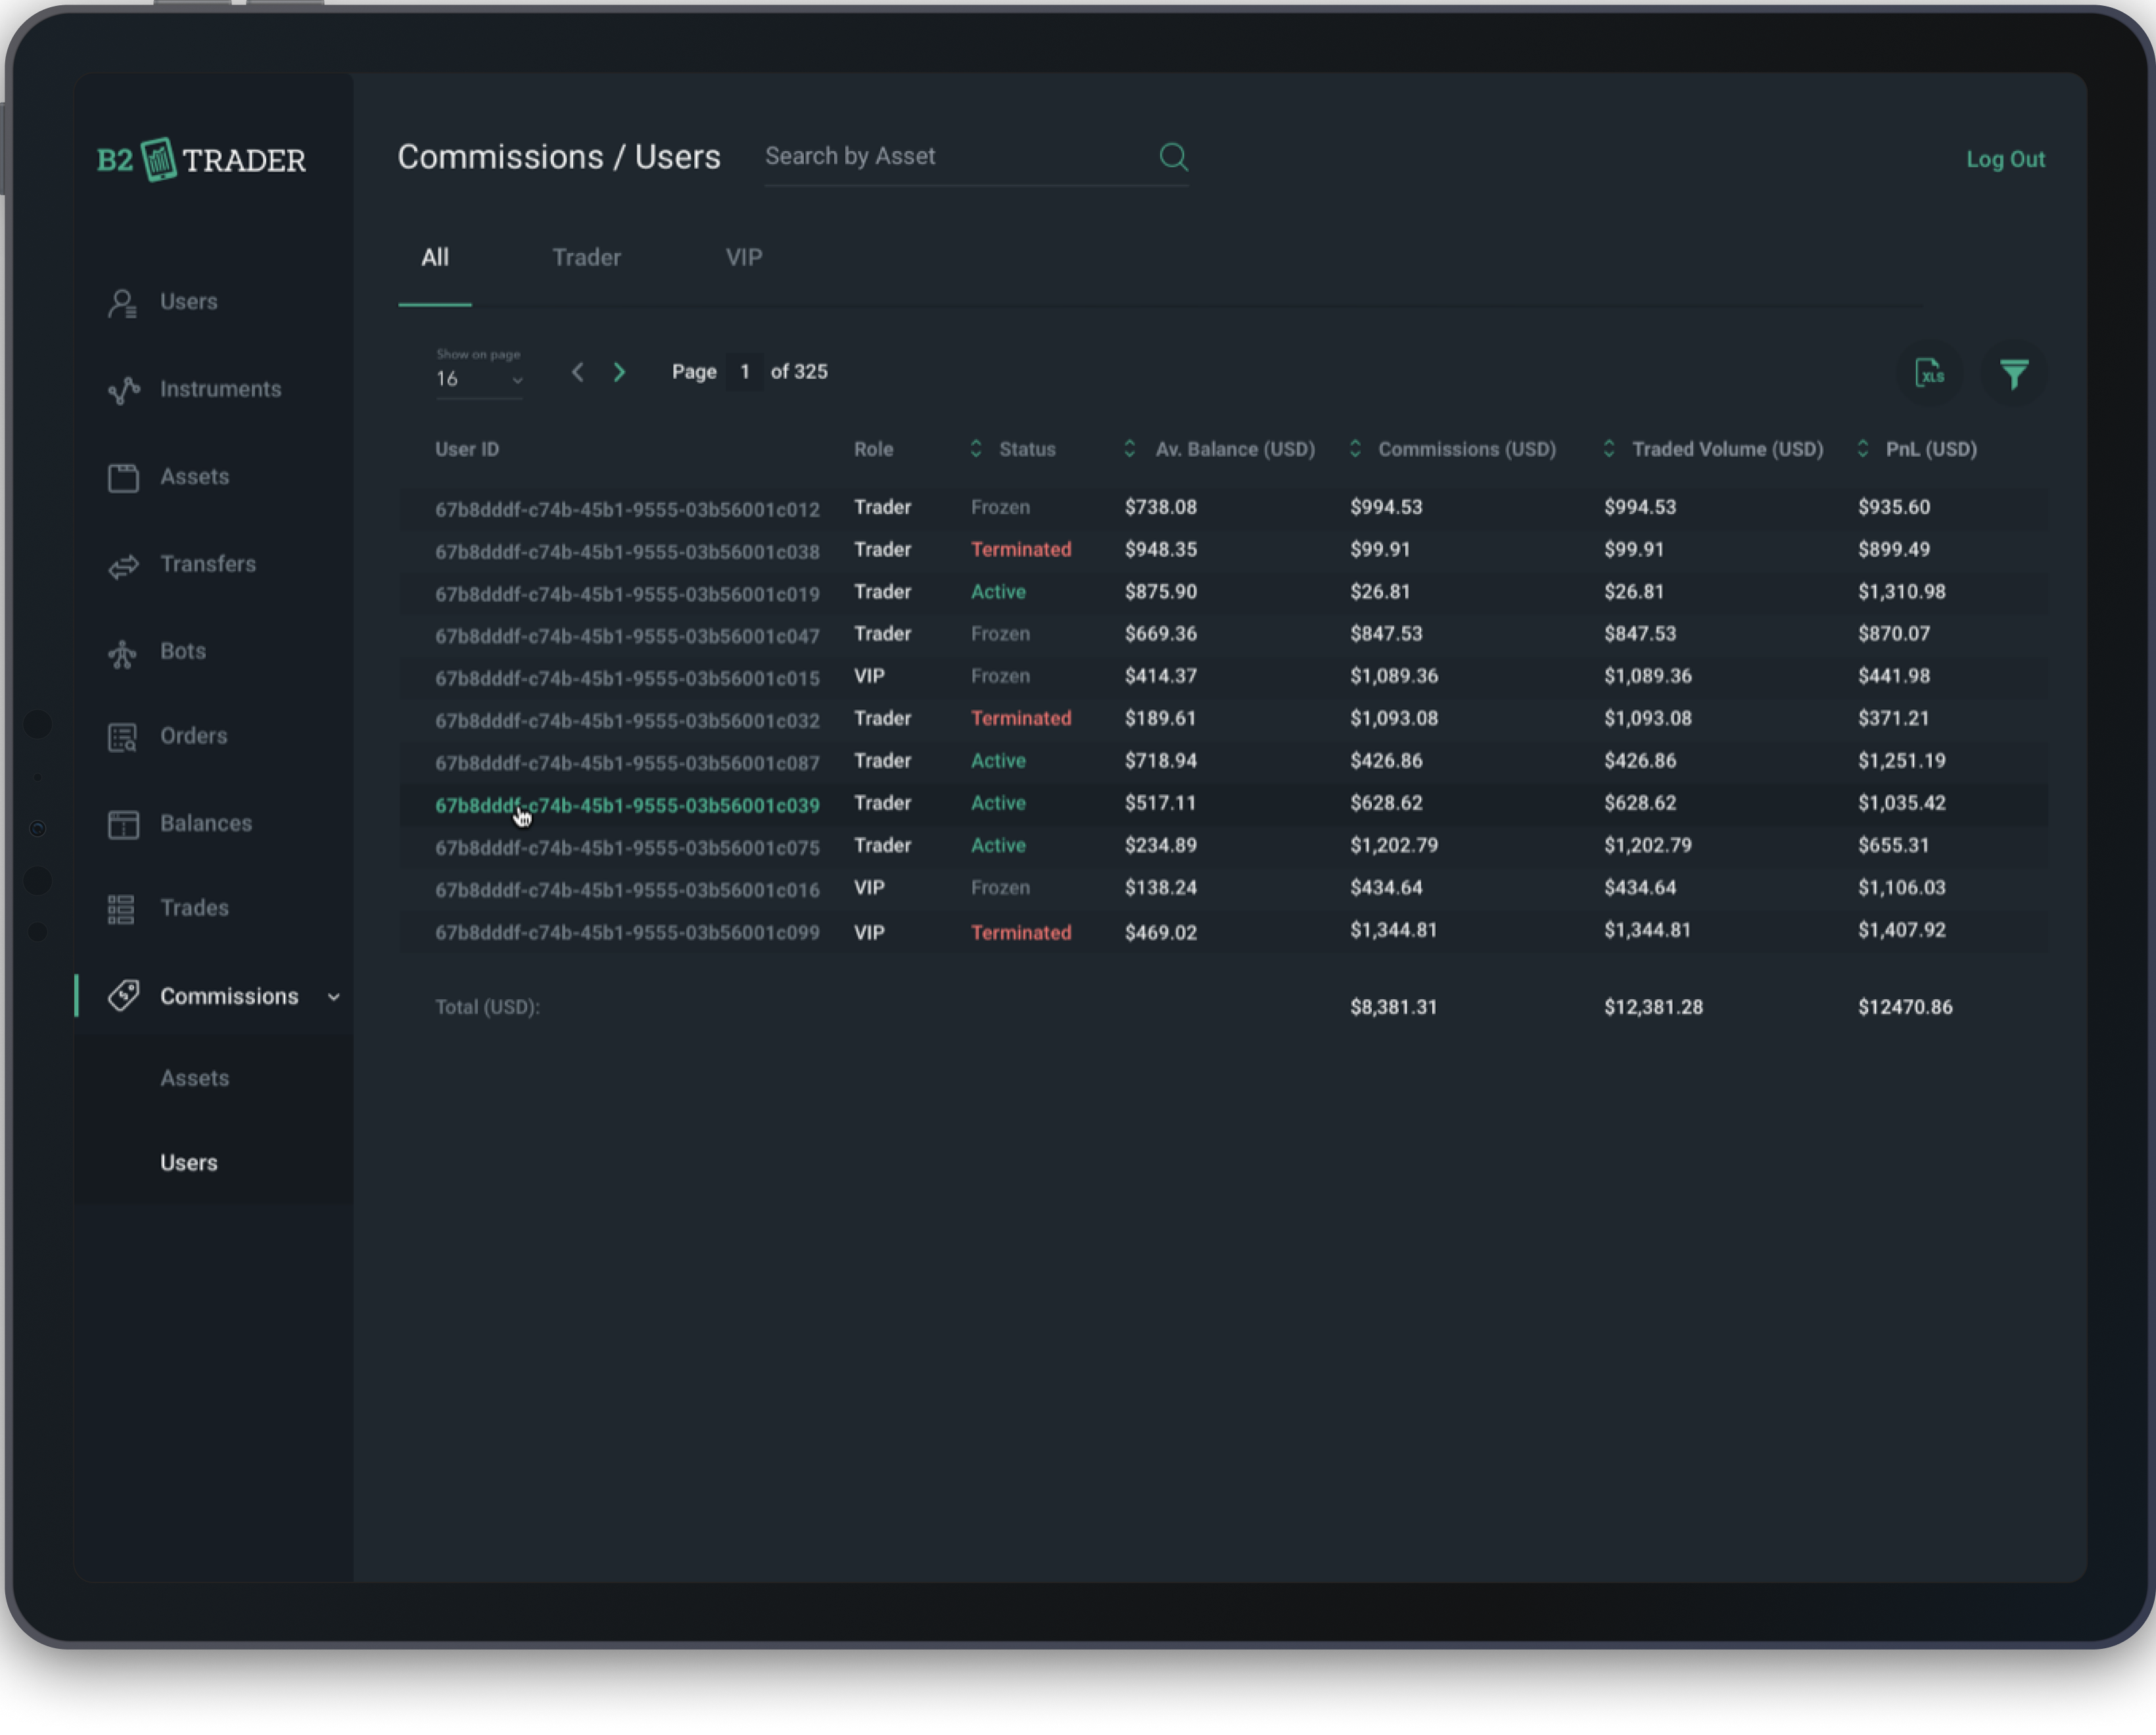 B2 TRADER
Commissions / Users
Search by Asset
Log Out
All Trader VIP
Users
Instruments
Assets
Transfers
Bots
Orders
Balances
Trades
Commissions
Assets
Users
Show on page
16
Page 1 of 325
XLS
User ID Role Status Av. Balance (USD) Commissions (USD) Traded Volume (USD) PnL (USD)
67b8dddf-c74b-45b1-9555-03b56001c012 Trader Frozen $738.08 $994.53 $994.53 $935.60
67b8dddf-c74b-45b1-9555-03b56001c038 Trader Terminated $948.35 $99.91 $99.91 $899.49
67b8dddf-c74b-45b1-9555-03b56001c019 Trader Active $875.90 $26.81 $26.81 $1,310.98
67b8dddf-c74b-45b1-9555-03b56001c047 Trader Frozen $669.36 $847.53 $847.53 $870.07
67b8dddf-c74b-45b1-9555-03b56001c015 VIP Frozen $414.37 $1,089.36 $1,089.36 $441.98
67b8dddf-c74b-45b1-9555-03b56001c032 Trader Terminated $189.61 $1,093.08 $1,093.08 $371.21
67b8dddf-c74b-45b1-9555-03b56001c087 Trader Active $718.94 $426.86 $426.86 $1,251.19
67b8dddf-c74b-45b1-9555-03b56001c039 Trader Active $517.11 $628.62 $628.62 $1,035.42
67b8dddf-c74b-45b1-9555-03b56001c075 Trader Active $234.89 $1,202.79 $1,202.79 $655.31
67b8dddf-c74b-45b1-9555-03b56001c016 VIP Frozen $138.24 $434.64 $434.64 $1,106.03
67b8dddf-c74b-45b1-9555-03b56001c099 VIP Terminated $469.02 $1,344.81 $1,344.81 $1,407.92
Total (USD): $8,381.31 $12,381.28 $12470.86